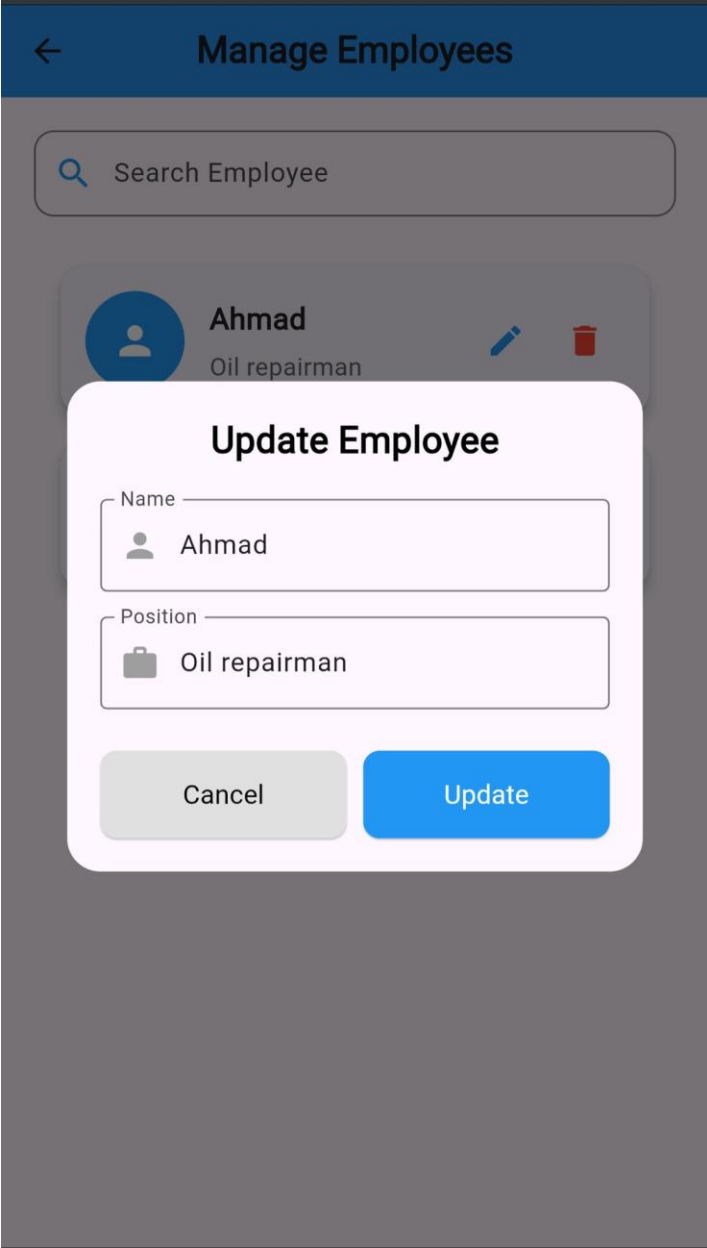 Manage Employees
Search Employee
Ahmad
Oil repairman
Update Employee
Name
Ahmad
Position
Oil repairman
Cancel
Update